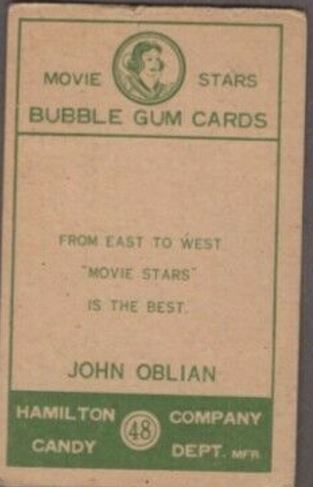 MOVIE STARS
BUBBLE GUM CARDS
FROM EAST TO WEST
"MOVIE STARS"
IS THE BEST.
JOHN OBLIAN
HAMILTON COMPANY
48
CANDY DEPT. MFR.